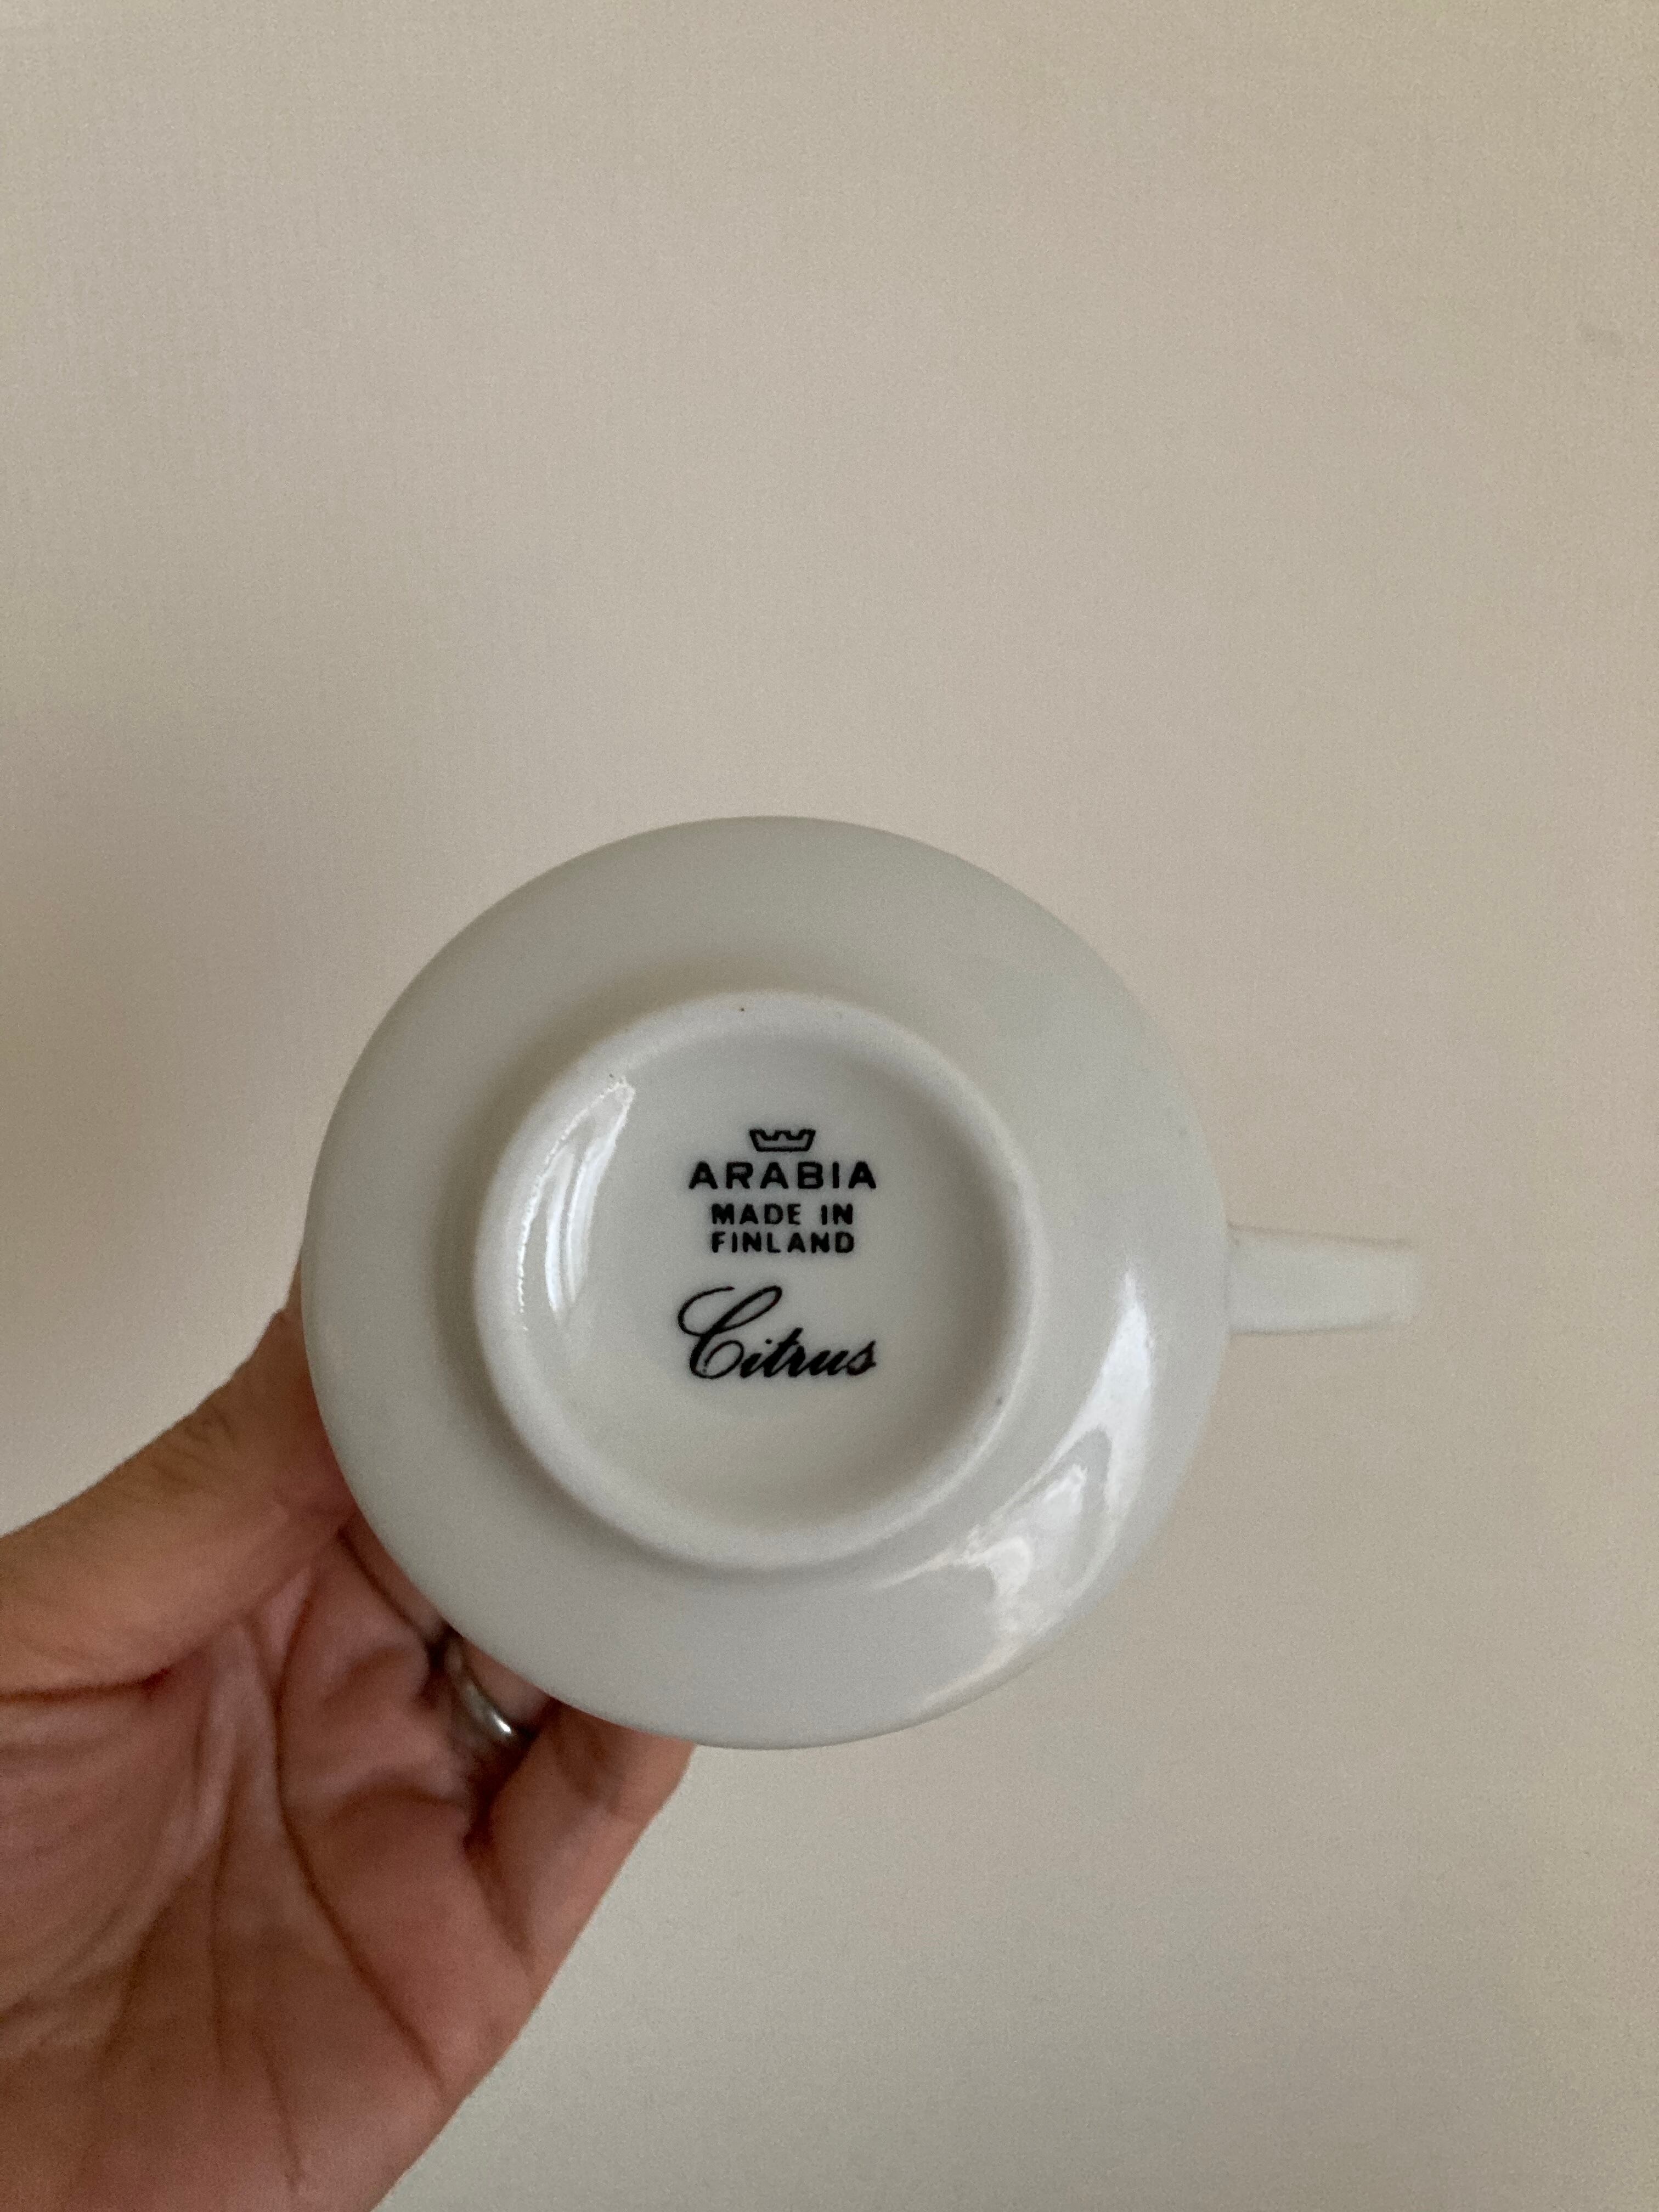 ARABIA
MADE IN
FINLAND
Citrus